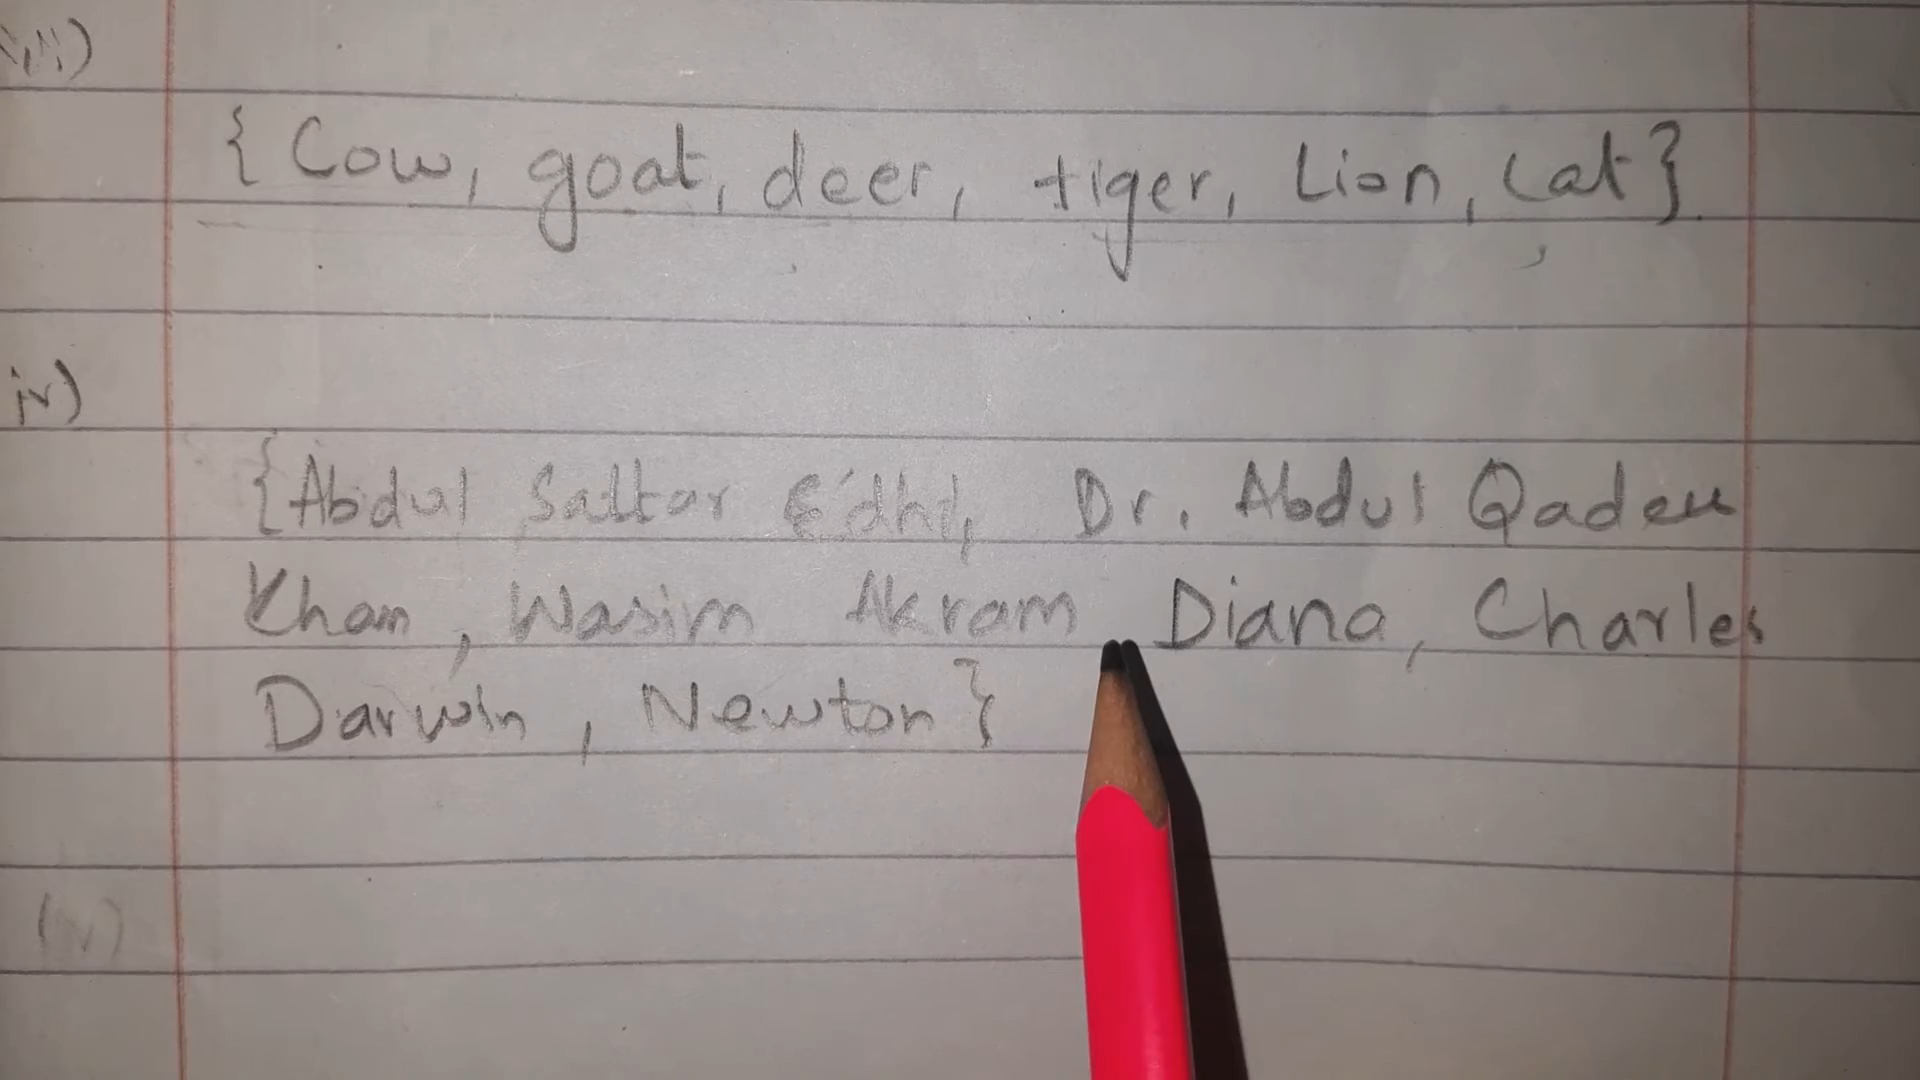 iii)
{ Cow, goat, deer, tiger, Lion, Cat }
iv)
{Abdul Sattar Edhi, Dr. Abdul Qadeer
Khan, Wasim Akram Diana, Charles
Darwin, Newton}
(v)